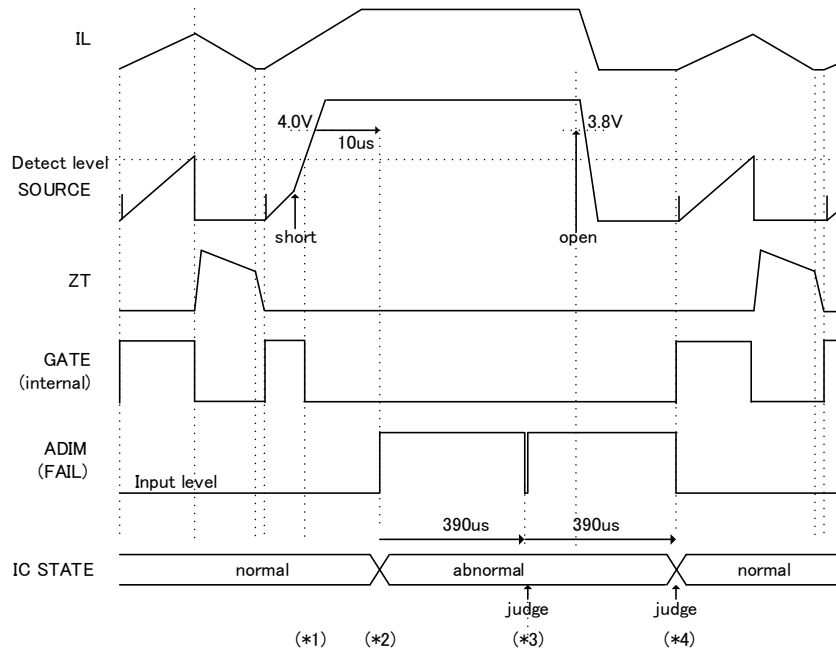 IL
4.0V
3.8V
10us
Detect level
SOURCE
short
open
ZT
GATE
(internal)
ADIM
(FAIL)
Input level
390us
390us
IC STATE
normal
abnormal
normal
judge
judge
(*1)
(*2)
(*3)
(*4)